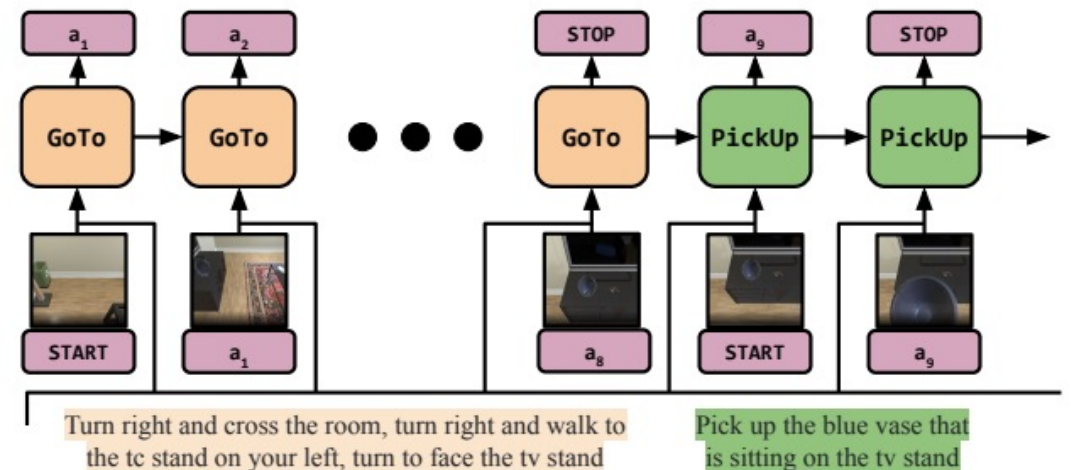 a1 a2 STOP a9 STOP
GoTo GoTo GoTo PickUp PickUp
START a1 a8 START a9
Turn right and cross the room, turn right and walk to
the tc stand on your left, turn to face the tv stand
Pick up the blue vase that
is sitting on the tv stand